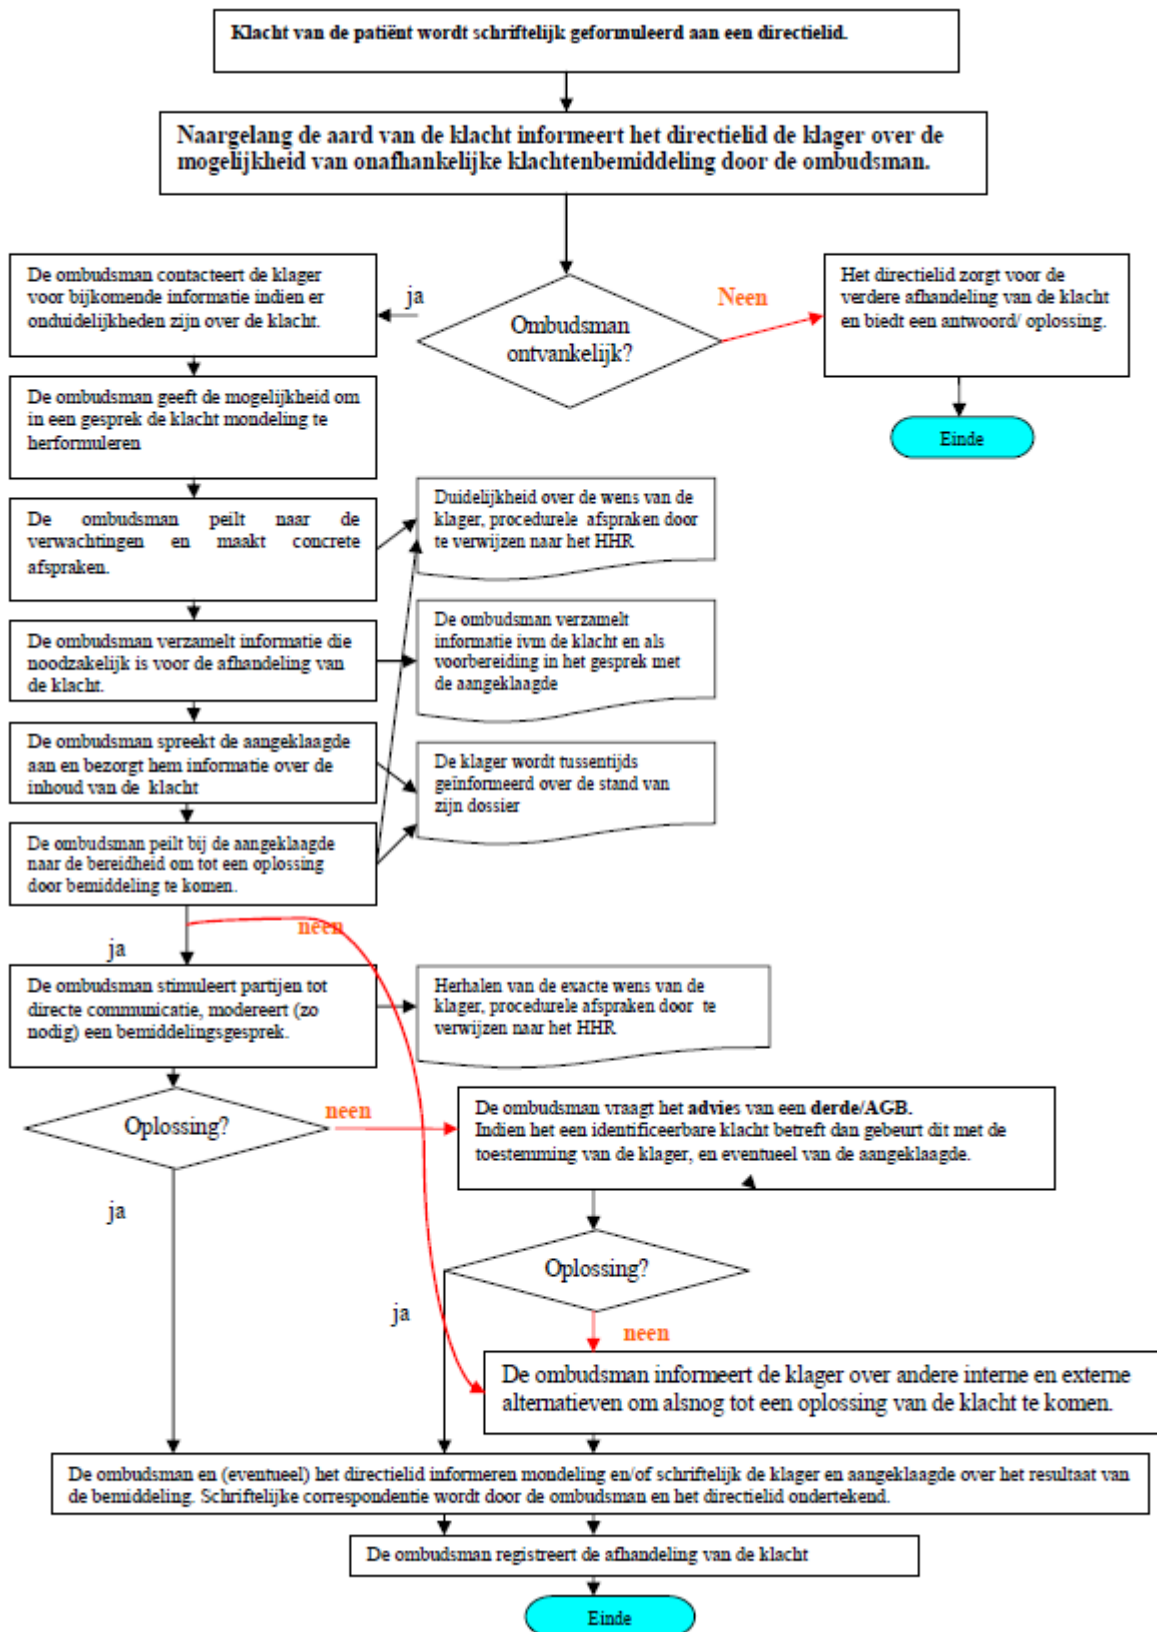 Klacht van de patiënt wordt schriftelijk geformuleerd aan een directielid.
Naargelang de aard van de klacht informeert het directielid de klager over de
mogelijkheid van onafhankelijke klachtenbemiddeling door de ombudsman.
De ombudsman contacteert de klager
voor bijkomende informatie indien er
onduidelijkheden zijn over de klacht.
ja
Ombudsman
ontvankelijk?
Neen
Het directielid zorgt voor de
verdere afhandeling van de klacht
en biedt een antwoord/ oplossing.
Einde
De ombudsman geeft de mogelijkheid om
in een gesprek de klacht mondeling te
herformuleren
De ombudsman peilt naar de
verwachtingen en maakt concrete
afspraken.
Duidelijkheid over de wens van de
klager, procedurele afspraken door
te verwijzen naar het HHR
De ombudsman verzamelt informatie die
noodzakelijk is voor de afhandeling van
de klacht.
De ombudsman verzamelt
informatie ivm de klacht en als
voorbereiding in het gesprek met
de aangeklaagde
De ombudsman spreekt de aangeklaagde
aan en bezorgt hem informatie over de
inhoud van de klacht
De klager wordt tussentijds
geïnformeerd over de stand van
zijn dossier
De ombudsman peilt bij de aangeklaagde
naar de bereidheid om tot een oplossing
door bemiddeling te komen.
neen
ja
De ombudsman stimuleert partijen tot
directe communicatie, modereert (zo
nodig) een bemiddelingsgesprek.
Herhalen van de exacte wens van de
klager, procedurele afspraken door te
verwijzen naar het HHR
Oplossing?
neen
De ombudsman vraagt het advies van een derde/AGB.
Indien het een identificeerbare klacht betreft dan gebeurt dit met de
toestemming van de klager, en eventueel van de aangeklaagde.
ja
Oplossing?
ja
neen
De ombudsman informeert de klager over andere interne en externe
alternatieven om alsnog tot een oplossing van de klacht te komen.
De ombudsman en (eventueel) het directielid informeren mondeling en/of schriftelijk de klager en aangeklaagde over het resultaat van
de bemiddeling. Schriftelijke correspondentie wordt door de ombudsman en het directielid ondertekend.
De ombudsman registreert de afhandeling van de klacht
Einde